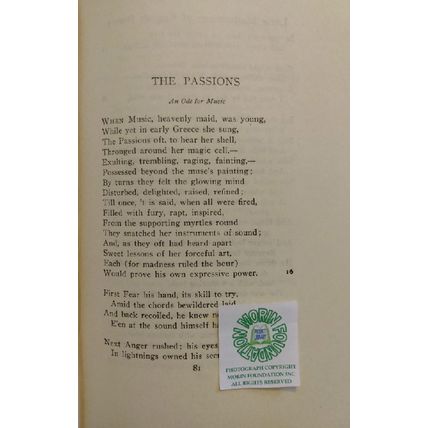 THE PASSIONS
An Ode for Music
WHEN Music, heavenly maid, was young,
While yet in early Greece she sung,
The Passions oft, to hear her shell,
Thronged around her magic cell,—
Exulting, trembling, raging, fainting,—
Possessed beyond the muse's painting;
By turns they felt the glowing mind
Disturbed, delighted, raised, refined;
Till once, 't is said, when all were fired,
Filled with fury, rapt, inspired,
From the supporting myrtles round
They snatched her instruments of sound;
And, as they oft had heard apart
Sweet lessons of her forceful art,
Each (for madness ruled the hour)
Would prove his own expressive power. 16
First Fear his hand, its skill to try,
Amid the chords bewildered laid,
And back recoiled, he knew n
E'en at the sound himself h
Next Anger rushed; his eyes
In lightnings owned his sec
81
MORIN FOUNDATION
PHOTOGRAPH COPYRIGHT
MORIN FOUNDATION INC
ALL RIGHTS RESERVED